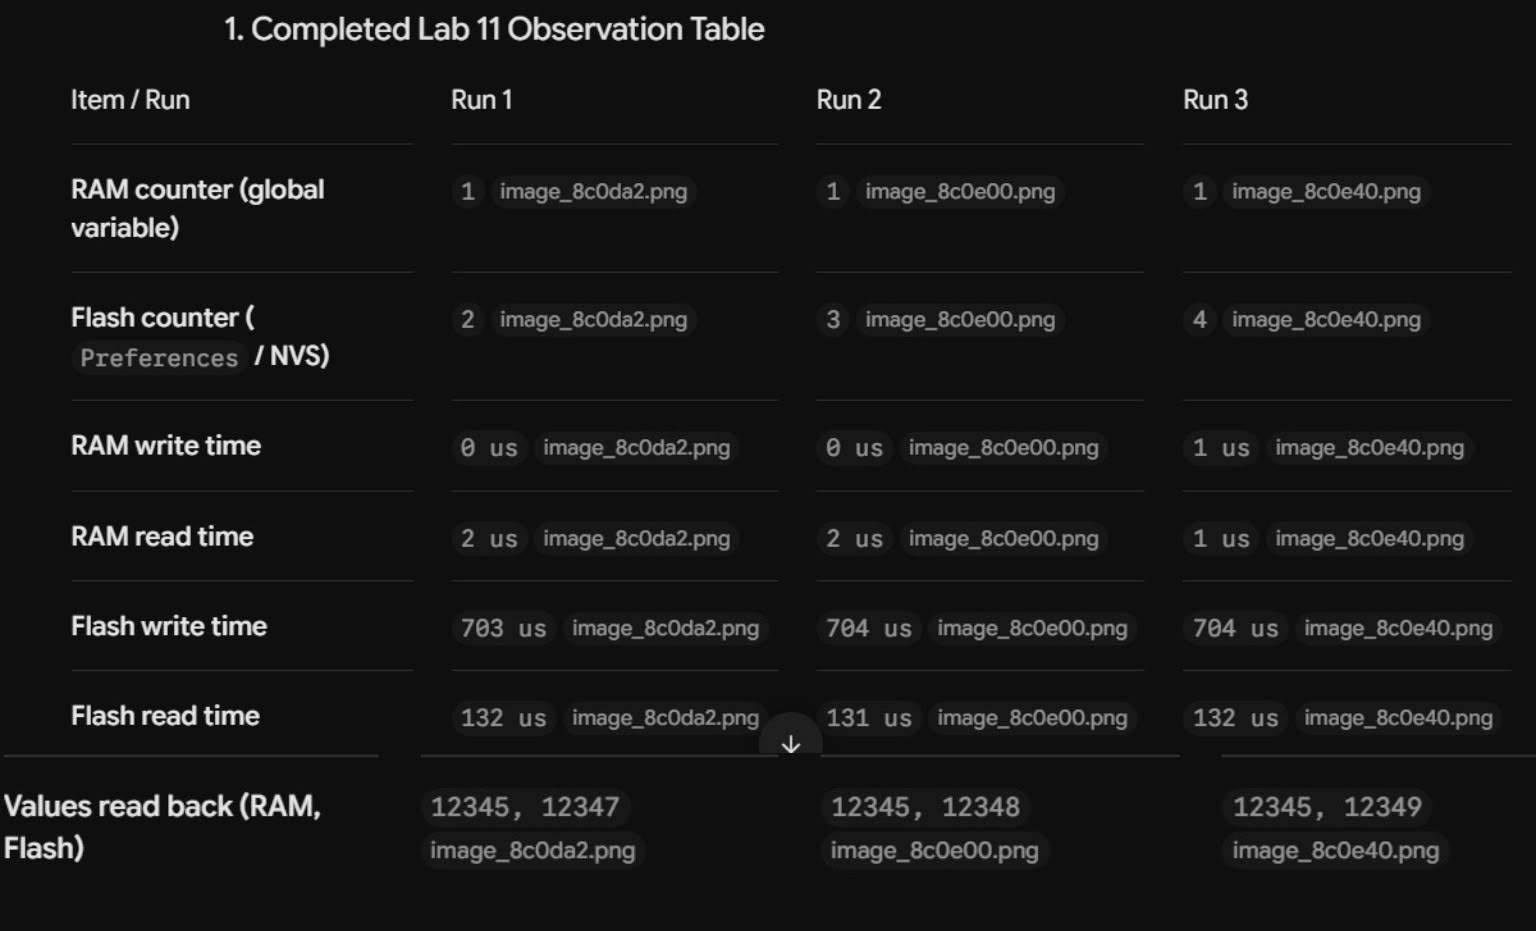 1. Completed Lab 11 Observation Table
Item / Run Run 1 Run 2 Run 3
RAM counter (global 1 image_8c0da2.png 1 image_8c0e00.png 1 image_8c0e40.png
variable)
Flash counter ( 2 image_8c0da2.png 3 image_8c0e00.png 4 image_8c0e40.png
Preferences / NVS)
RAM write time 0 us image_8c0da2.png 0 us image_8c0e00.png 1 us image_8c0e40.png
RAM read time 2 us image_8c0da2.png 2 us image_8c0e00.png 1 us image_8c0e40.png
Flash write time 703 us image_8c0da2.png 704 us image_8c0e00.png 704 us image_8c0e40.png
Flash read time 132 us image_8c0da2.png 131 us image_8c0e00.png 132 us image_8c0e40.png
Values read back (RAM, 12345, 12347 12345, 12348 12345, 12349
Flash) image_8c0da2.png image_8c0e00.png image_8c0e40.png